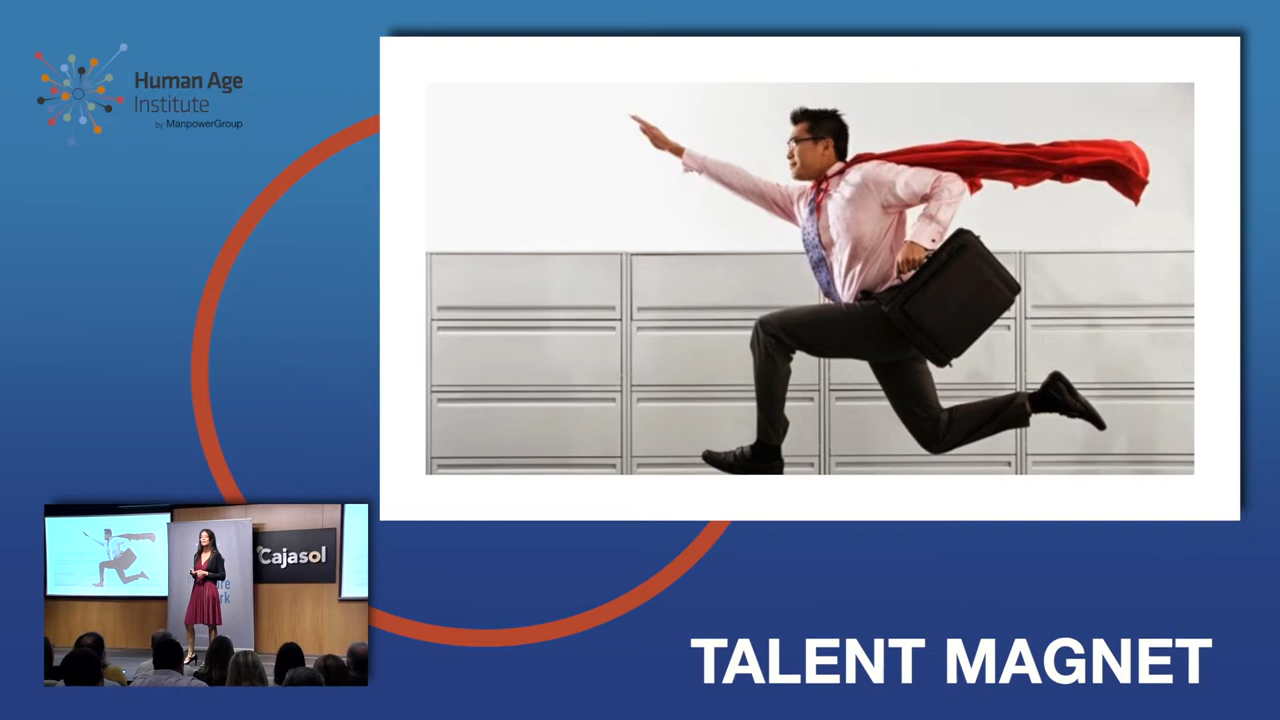 Human Age
Institute
by ManpowerGroup
Cajasol
TALENT MAGNET